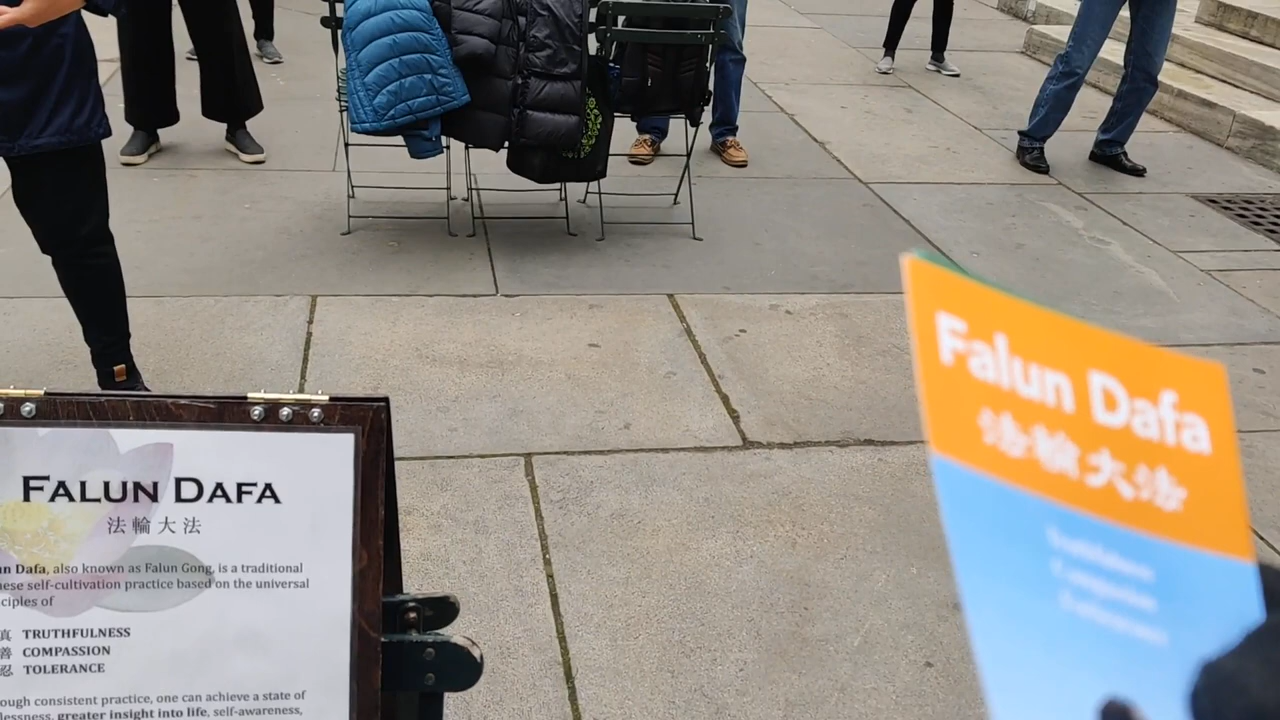 FALUN DAFA
法輪大法
n Dafa, also known as Falun Gong, is a traditional
ese self-cultivation practice based on the universal
ciples of
真 TRUTHFULNESS
善 COMPASSION
忍 TOLERANCE
ough consistent practice, one can achieve a state of
lessness, greater insight into life, self-awareness,
Falun Dafa
法輪大法